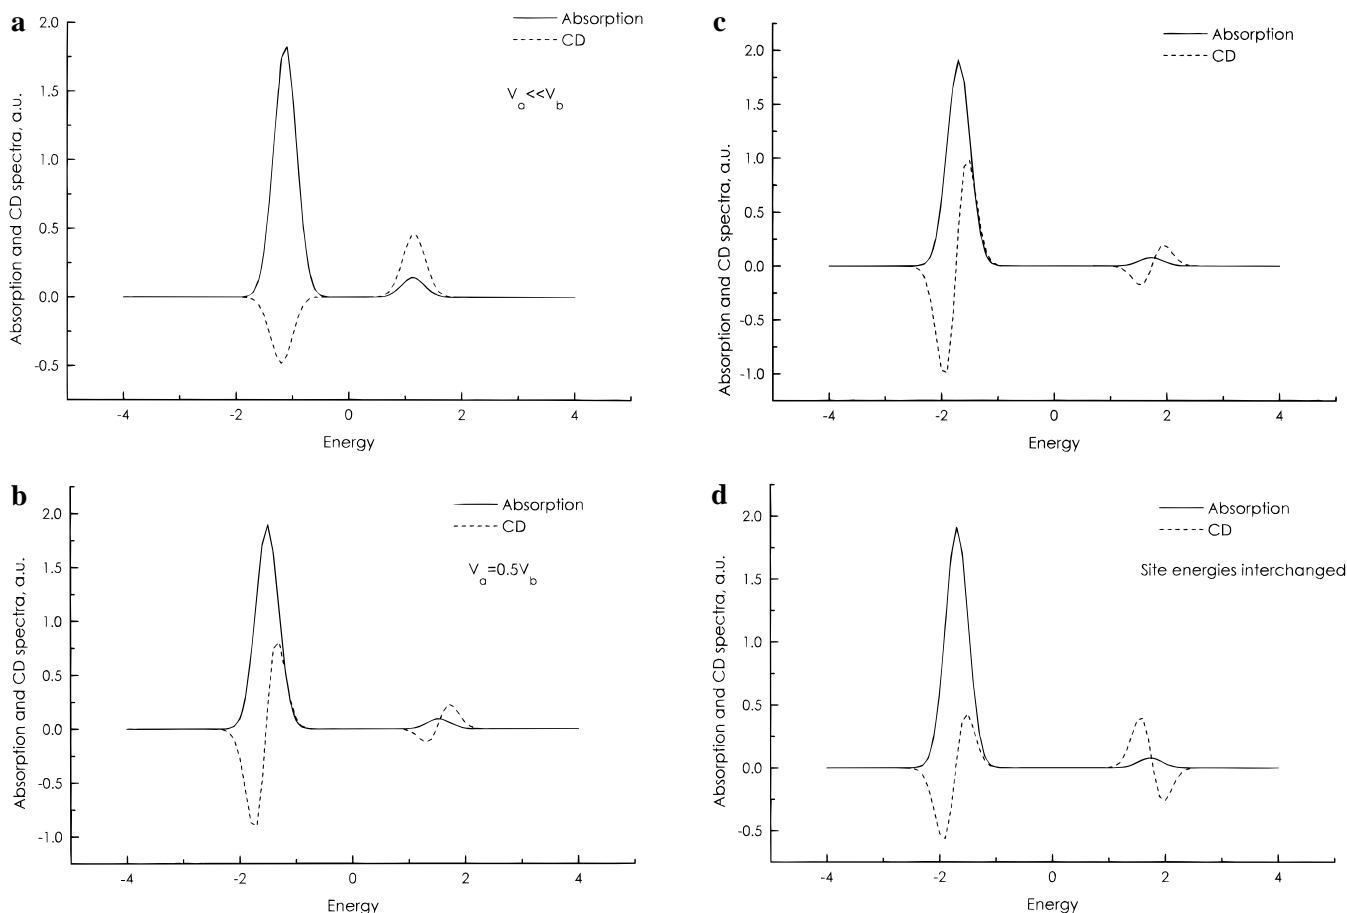 a
Absorption
CD
V a <<V b
Absorption and CD spectra, a.u.
2.0
1.5
1.0
0.5
0.0
-0.5
-4
-2
0
2
4
Energy
c
Absorption
CD
Absorption and CD spectra, a.u.
2.0
1.5
1.0
0.5
0.0
-0.5
-1.0
-4
-2
0
2
4
Energy
b
Absorption
CD
V a =0.5V b
Absorption and CD spectra, a.u.
2.0
1.5
1.0
0.5
0.0
-0.5
-1.0
-4
-2
0
2
4
Energy
d
Absorption
CD
Site energies interchanged
Absorption and CD spectra, a.u.
2.0
1.5
1.0
0.5
0.0
-0.5
-4
-2
0
2
4
Energy